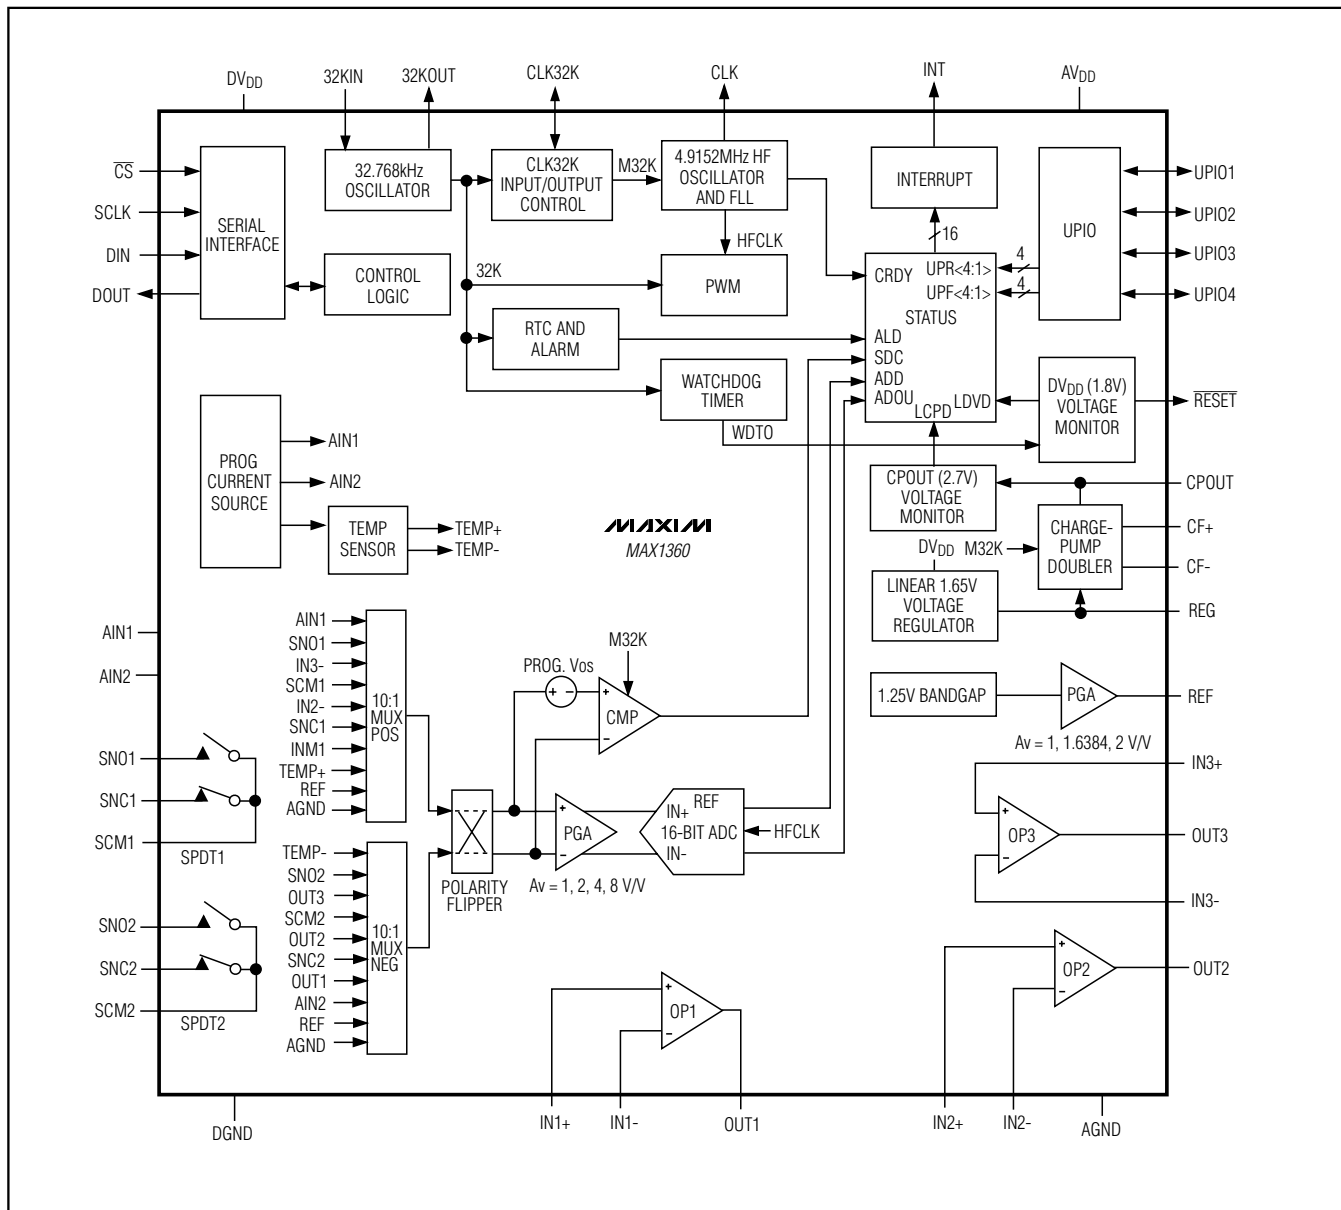 DVDD
32KIN
32KOUT
CLK32K
CLK
INT
AVDD
CS
SCLK
DIN
DOUT
SERIAL
INTERFACE
32.768kHz
OSCILLATOR
CLK32K
INPUT/OUTPUT
CONTROL
M32K
4.9152MHz HF
OSCILLATOR
AND FLL
HFCLK
INTERRUPT
16
UPIO
UPIO1
UPIO2
UPIO3
UPIO4
CONTROL
LOGIC
32K
PWM
CRDY
UPR<4:1>
4
UPF<4:1>
4
STATUS
ALD
SDC
ADD
ADOU
LDVD
LCPD
RTC AND
ALARM
WATCHDOG
TIMER
WDTO
DVDD (1.8V)
VOLTAGE
MONITOR
RESET
PROG
CURRENT
SOURCE
AIN1
AIN2
TEMP
SENSOR
TEMP+
TEMP-
MAXIM
MAX1360
CPOUT (2.7V)
VOLTAGE
MONITOR
CPOUT
CHARGE-
PUMP
DOUBLER
CF+
CF-
DVDD
M32K
LINEAR 1.65V
VOLTAGE
REGULATOR
REG
AIN1
AIN2
AIN1
SNO1
IN3-
SCM1
IN2-
SNC1
INM1
TEMP+
REF
AGND
10:1
MUX
POS
M32K
PROG. Vos
+ -
+
-
CMP
1.25V BANDGAP
PGA
REF
Av = 1, 1.6384, 2 V/V
SNO1
SNC1
SCM1
SPDT1
POLARITY
FLIPPER
+
-
PGA
Av = 1, 2, 4, 8 V/V
IN+
REF
16-BIT ADC
IN-
HFCLK
IN3+
+
-
OP3
OUT3
IN3-
TEMP-
SNO2
OUT3
SCM2
OUT2
SNC2
OUT1
AIN2
REF
AGND
10:1
MUX
NEG
SNO2
SNC2
SCM2
SPDT2
+
-
OP1
+
-
OP2
OUT2
DGND
IN1+
IN1-
OUT1
IN2+
IN2-
AGND